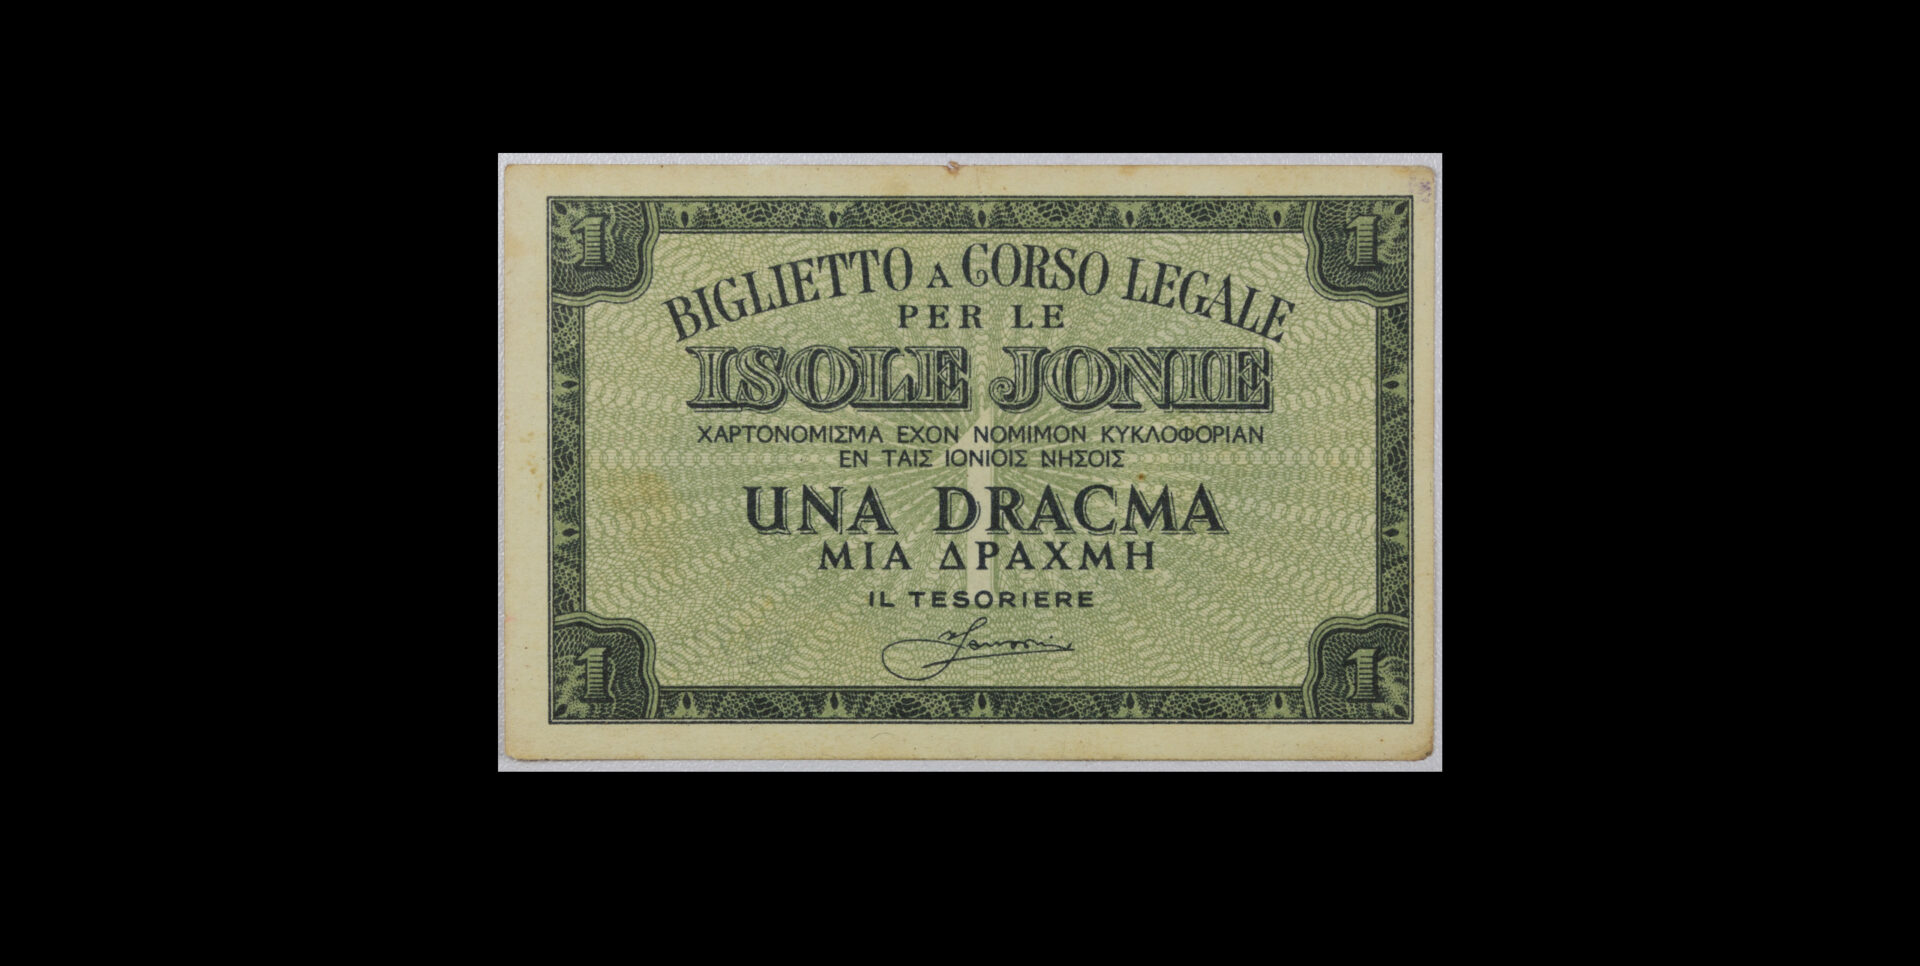 1 1
BIGLIETTO A CORSO LEGALE
PER LE
ISOLE JONIE
ΧΑΡΤΟΝΟΜΙΣΜΑ ΕΧΟΝ ΝΟΜΙΜΟΝ ΚΥΚΛΟΦΟΡΙΑΝ
ΕΝ ΤΑΙΣ ΙΟΝΙΟΙΣ ΝΗΣΟΙΣ
UNA DRACMA
ΜΙΑ ΔΡΑΧΜΗ
IL TESORIERE
1 1